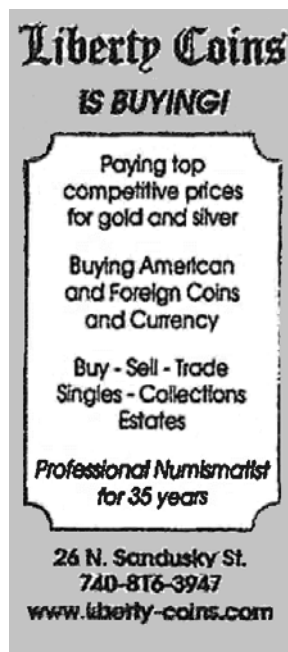 Liberty Coins
IS BUYING!
Paying top
competitive prices
for gold and silver
Buying American
and Foreign Coins
and Currency
Buy - Sell - Trade
Singles - Collections
Estates
Professional Numismatist
for 35 years
26 N. Sandusky St.
740-816-3947
www.liberty-coins.com